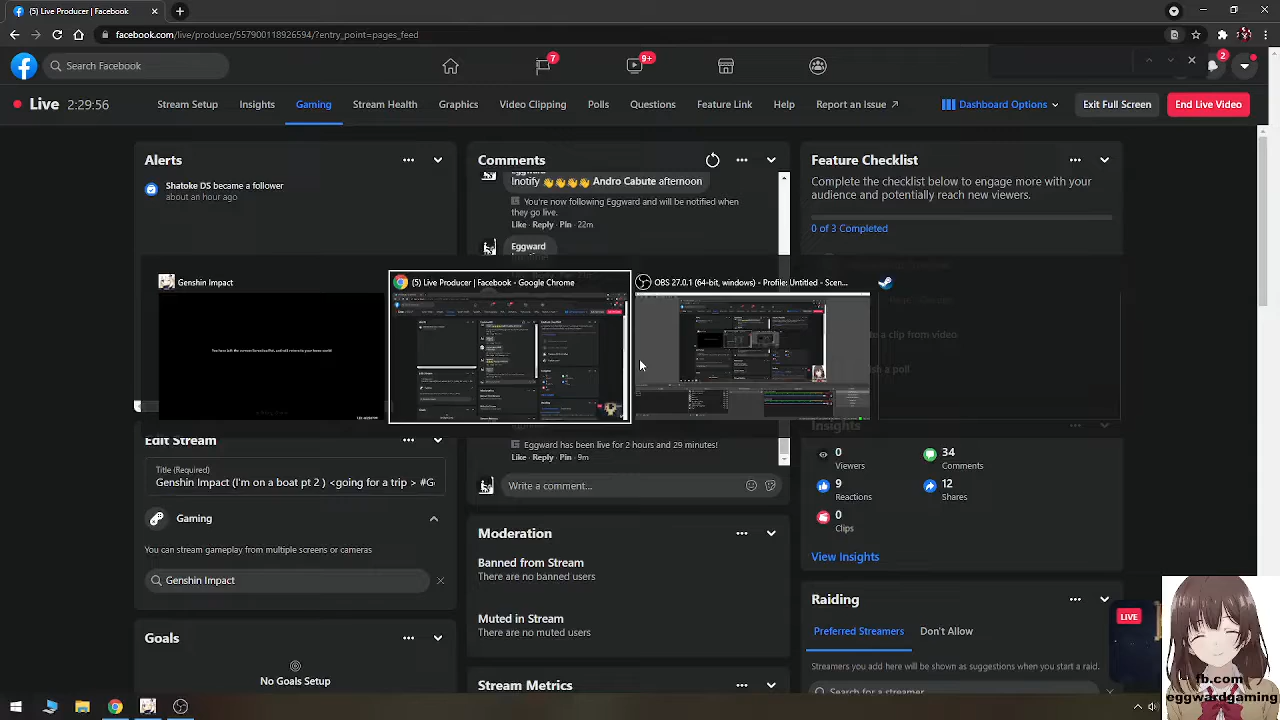 (5) Live Producer | Facebook
facebook.com/live/producer/557900118926594/?entry_point=pages_feed
Search Facebook
7
9+
2
Live 2:29:56
Stream Setup
Insights
Gaming
Stream Health
Graphics
Video Clipping
Polls
Questions
Feature Link
Help
Report an Issue
Dashboard Options
Exit Full Screen
End Live Video
Alerts
Shatoke DS became a follower
about an hour ago
Comments
!notify 👏👏👏👏 Andro Cabute afternoon
You're now following Eggward and will be notified when
they go live.
Like · Reply · Pin · 22m
Eggward
Feature Checklist
Complete the checklist below to engage more with your
audience and potentially reach new viewers.
0 of 3 Completed
Genshin Impact
(5) Live Producer | Facebook - Google Chrome
OBS 27.0.1 (64-bit, windows) - Profile: Untitled - Scen...
a clip from video
a poll
Stream
Title (Required)
Genshin Impact (I'm on a boat pt 2 ) <going for a trip > #G
Gaming
You can stream gameplay from multiple screens or cameras
Genshin Impact
Goals
No Goal Setup
Eggward has been live for 2 hours and 29 minutes!
Like · Reply · Pin · 9m
Write a comment...
Moderation
Banned from Stream
There are no banned users
Muted in Stream
There are no muted users
Stream Metrics
Insights
0
Viewers
34
Comments
9
Reactions
12
Shares
0
Clips
View Insights
Raiding
Preferred Streamers
Don't Allow
Streamers you add here will be shown as suggestions when you start a raid.
Search for a streamer
LIVE
fb.com
eggwardgaming